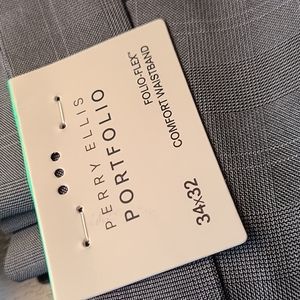 PERRY ELLIS
PORTFOLIO
FOLIO-FLEX™
COMFORT WAISTBAND
34x32